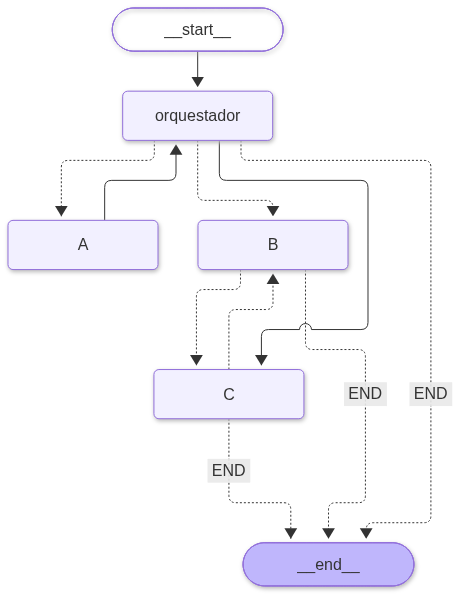 __start__
orquestador
A
B
C
END
END
END
__end__